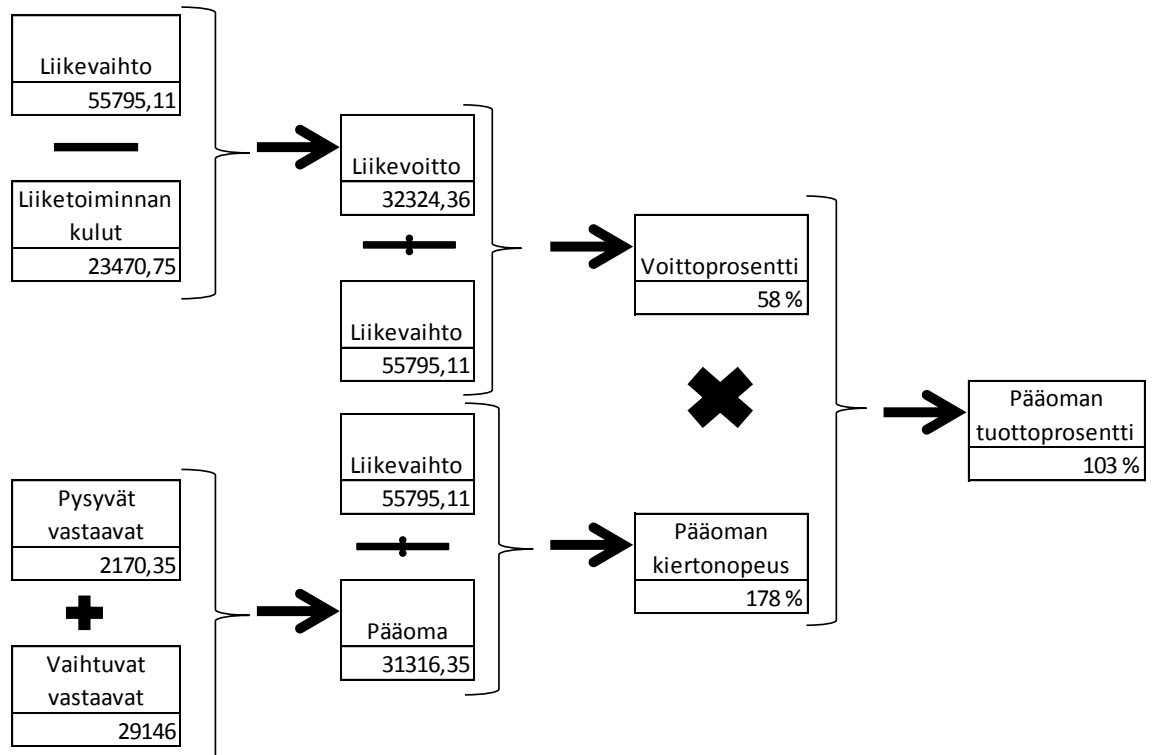 Liikevaihto
55795,11
Liiketoiminnan
kulut
23470,75
Liikevoitto
32324,36
Liikevaihto
55795,11
Voittoprosentti
58 %
Pysyvät
vastaavat
2170,35
Vaihtuvat
vastaavat
29146
Liikevaihto
55795,11
Pääoma
31316,35
Pääoman
kiertonopeus
178 %
Pääoman
tuottoprosentti
103 %